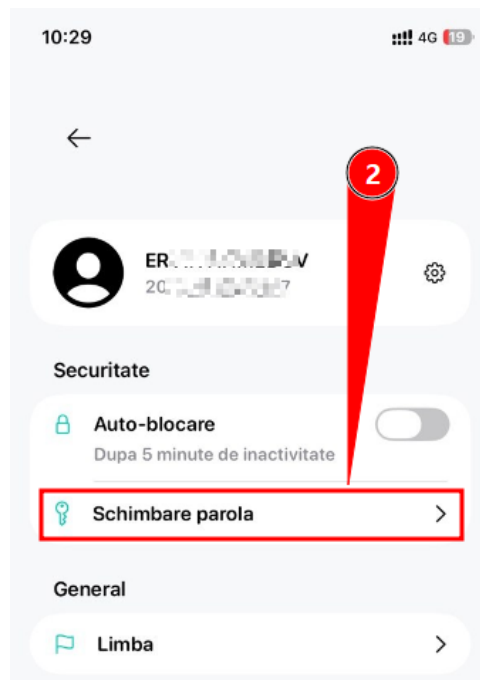 10:29
4G 19
2
Securitate
Auto-blocare
Dupa 5 minute de inactivitate
Schimbare parola
General
Limba